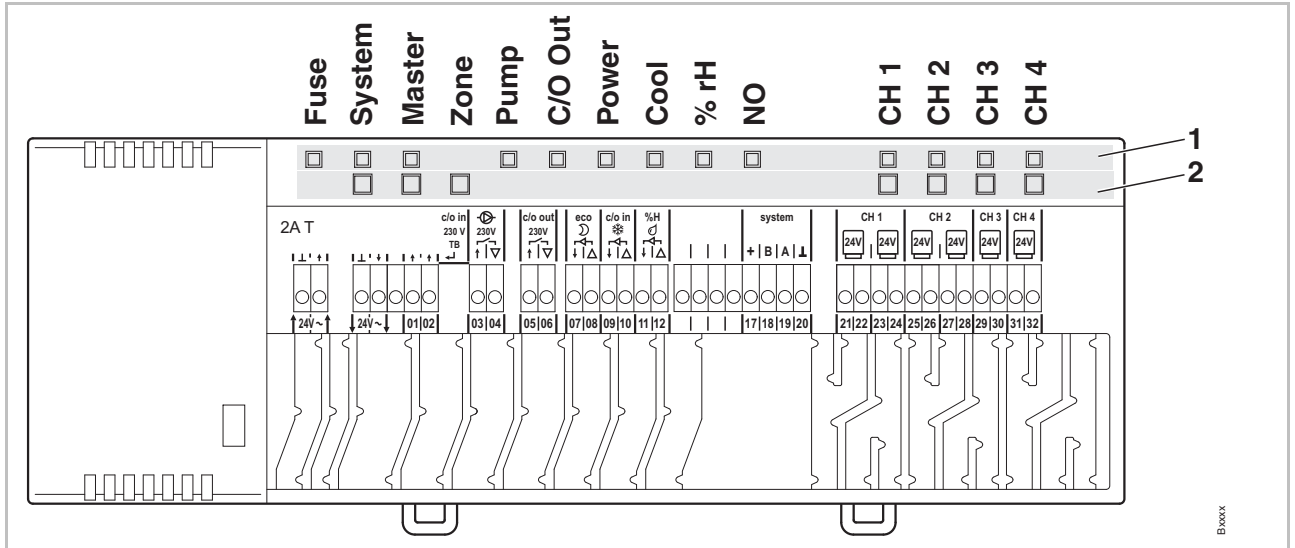 Fuse System Master Zone Pump C/O Out Power Cool % rH NO CH 1 CH 2 CH 3 CH 4
1
2
2A T
c/o in 230 V TB
230V
c/o out 230V
eco
c/o in
%H
system
+ B A
CH 1 CH 2 CH 3 CH 4
24V 24V 24V 24V 24V 24V
24V~ 24V~ 01 02 03 04 05 06 07 08 09 10 11 12 17 18 19 20 21 22 23 24 25 26 27 28 29 30 31 32
Bxxxx